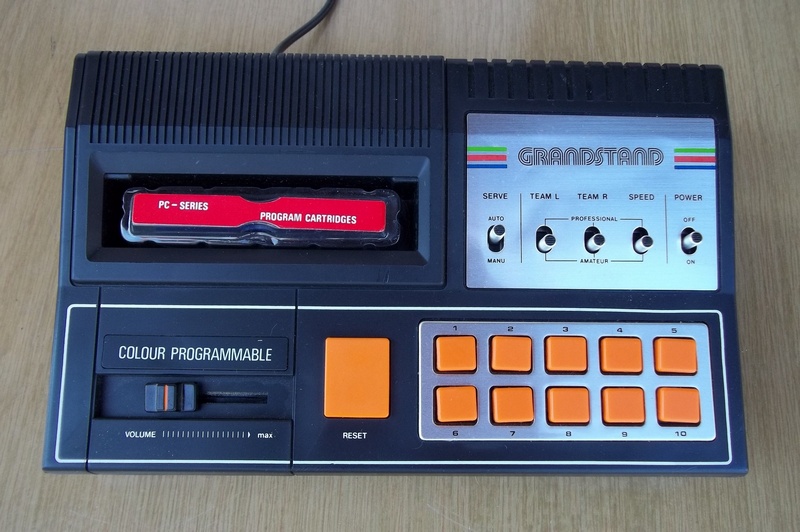 GRANDSTAND
PC-SERIES
PROGRAM CARTRIDGES
SERVE TEAM L TEAM R SPEED POWER
AUTO PROFESSIONAL OFF
MANU AMATEUR ON
COLOUR PROGRAMMABLE
VOLUME max
RESET
1 2 3 4 5
6 7 8 9 10